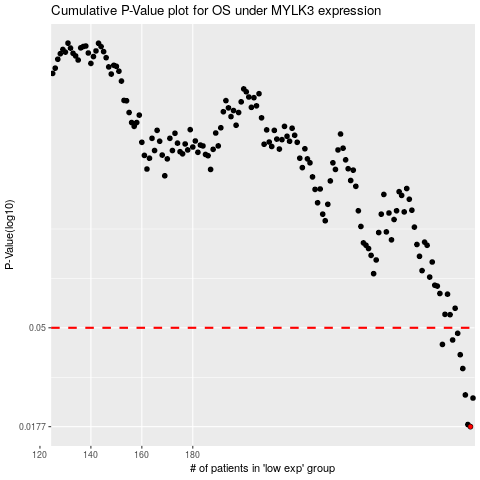 Cumulative P-Value plot for OS under MYLK3 expression
P-Value(log10)
0.05
0.0177
120 140 160 180
# of patients in 'low exp' group